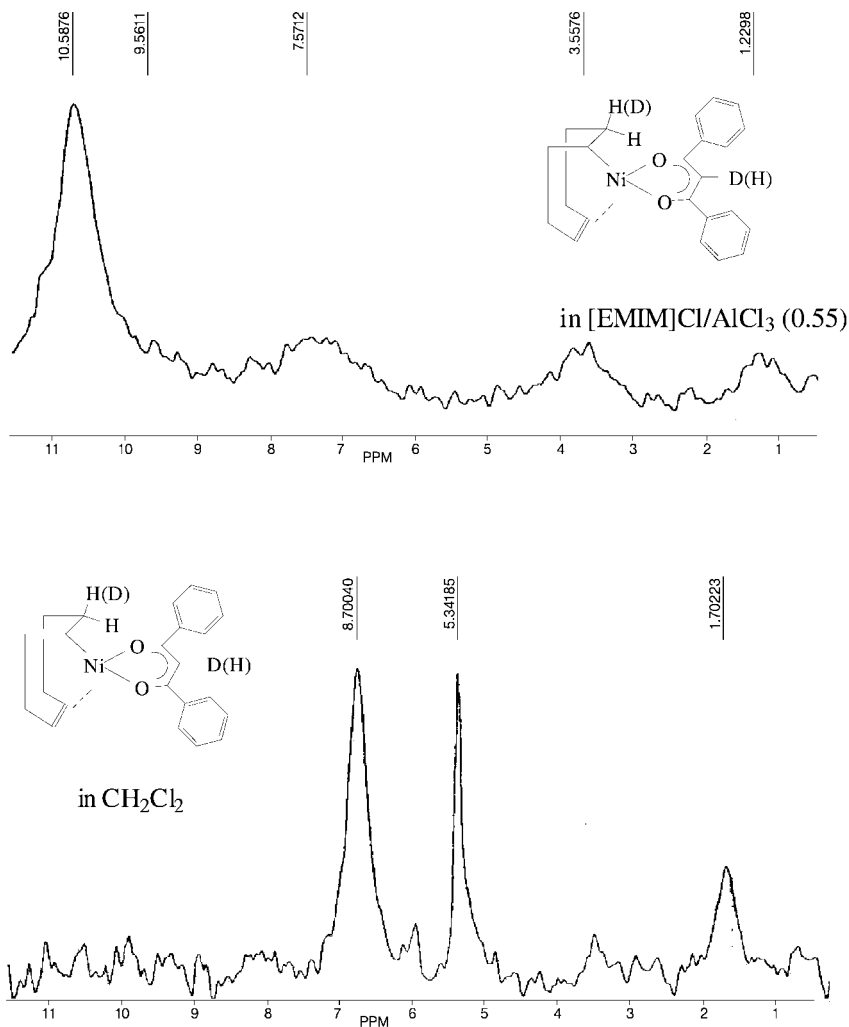 10.5876 9.5611 7.5712 3.5576 1.2298
H(D)
H
O
Ni
D(H)
O
in [EMIM]Cl/AlCl₃ (0.55)
11 10 9 8 7 6 5 4 3 2 1
PPM
8.70040 5.34185 1.70223
H(D)
H
O
Ni
D(H)
O
in CH₂Cl₂
11 10 9 8 7 6 5 4 3 2 1
PPM